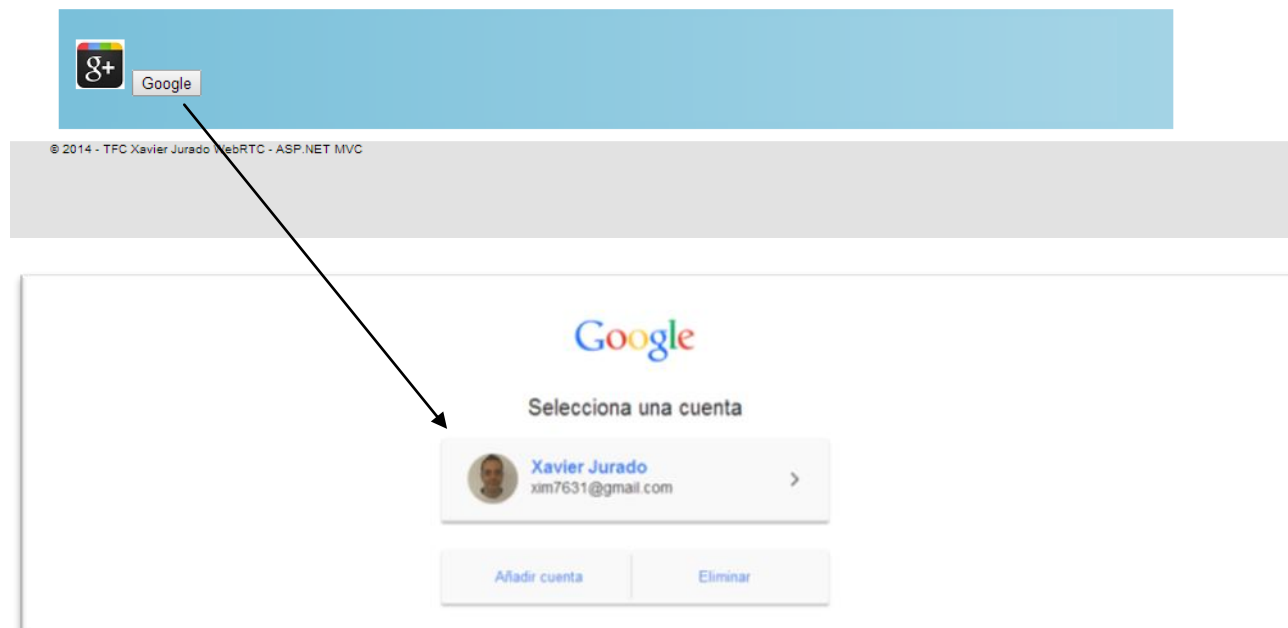 g+
Google
© 2014 - TFC Xavier Jurado WebRTC - ASP.NET MVC
Google
Selecciona una cuenta
Xavier Jurado
xim7631@gmail.com
Añadir cuenta
Eliminar